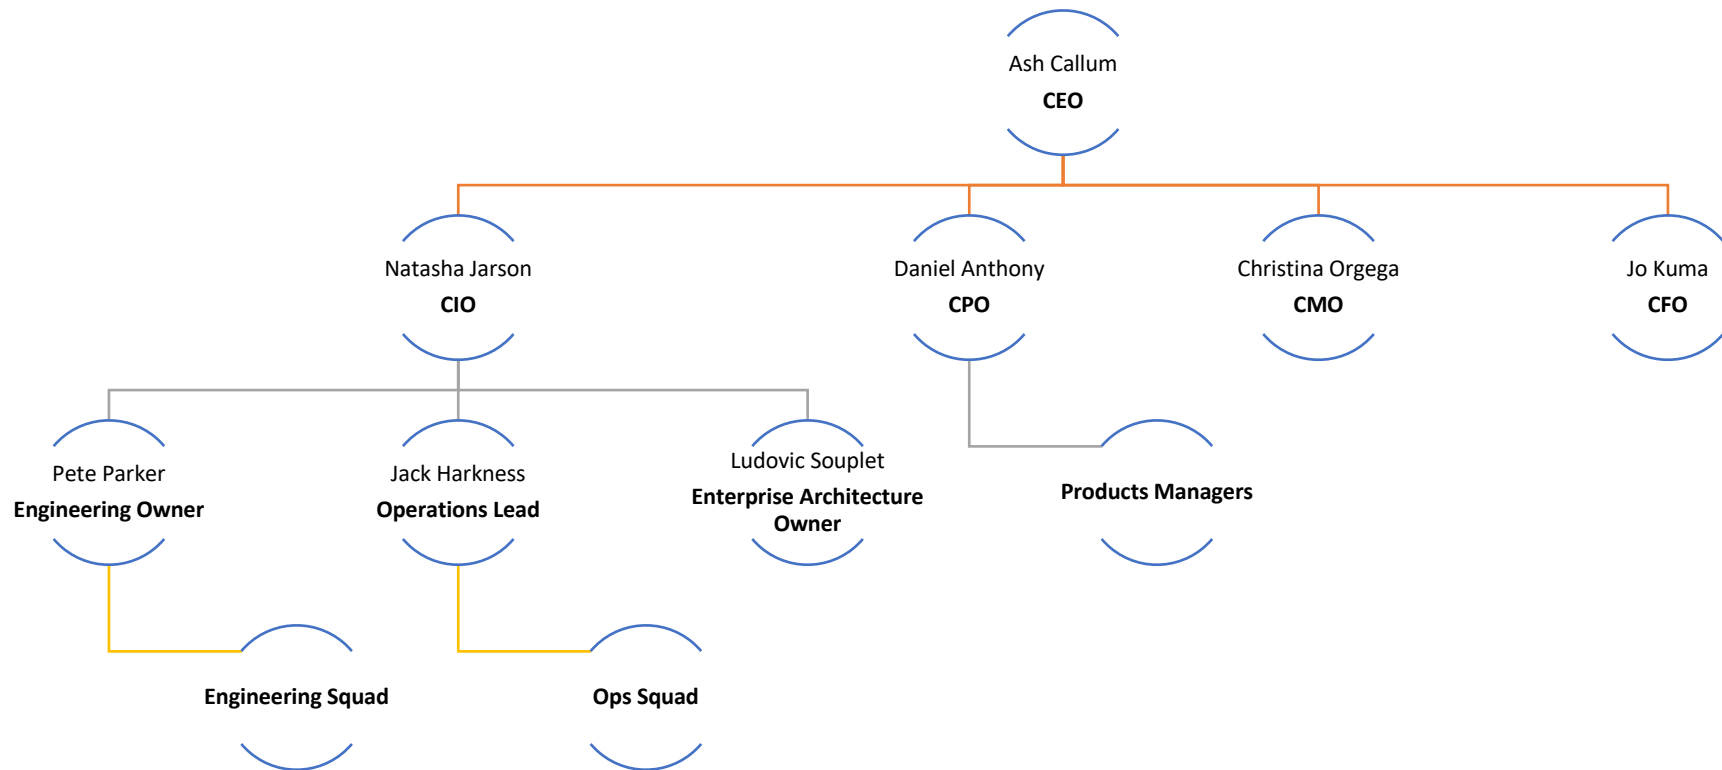 Ash Callum
CEO
Natasha Jarson
CIO
Daniel Anthony
CPO
Christina Orgega
CMO
Jo Kuma
CFO
Pete Parker
Engineering Owner
Jack Harkness
Operations Lead
Ludovic Souplet
Enterprise Architecture
Owner
Products Managers
Engineering Squad
Ops Squad